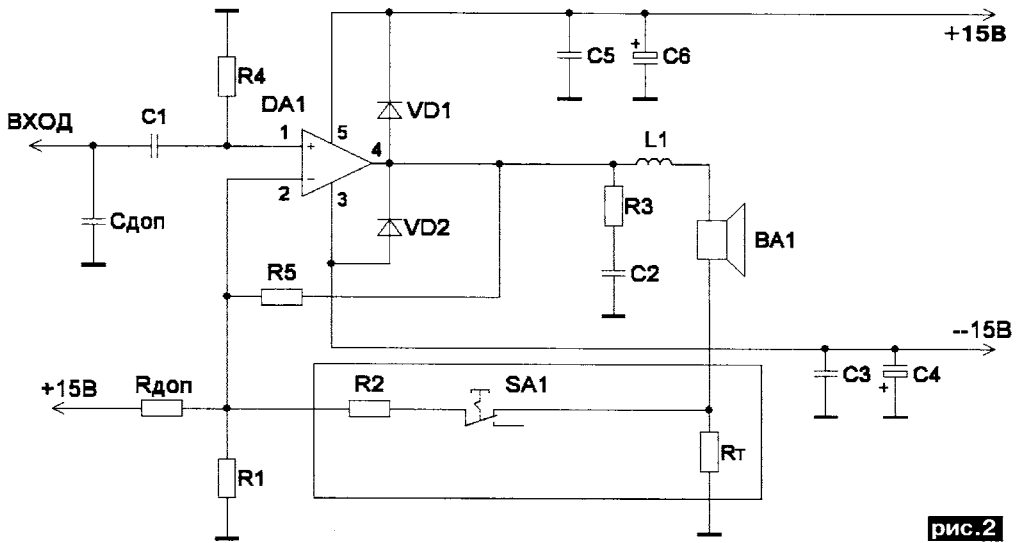 +15В
C5
+
C6
R4
DA1
VD1
ВХОД
C1
1
+
5
4
L1
2
−
3
Cдоп
VD2
R3
BA1
R5
C2
--15В
+15В
Rдоп
R2
SA1
C3
+
C4
R1
Rт
рис.2